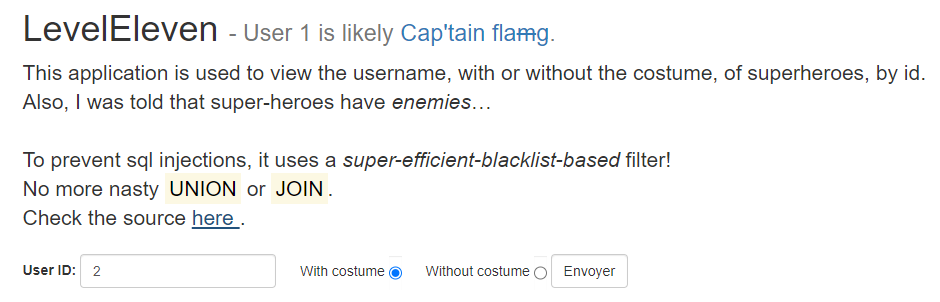 LevelEleven - User 1 is likely Cap'tain flamg.
This application is used to view the username, with or without the costume, of superheroes, by id.
Also, I was told that super-heroes have enemies…
To prevent sql injections, it uses a super-efficient-blacklist-based filter!
No more nasty UNION or JOIN.
Check the source here .
User ID: 2 With costume Without costume Envoyer